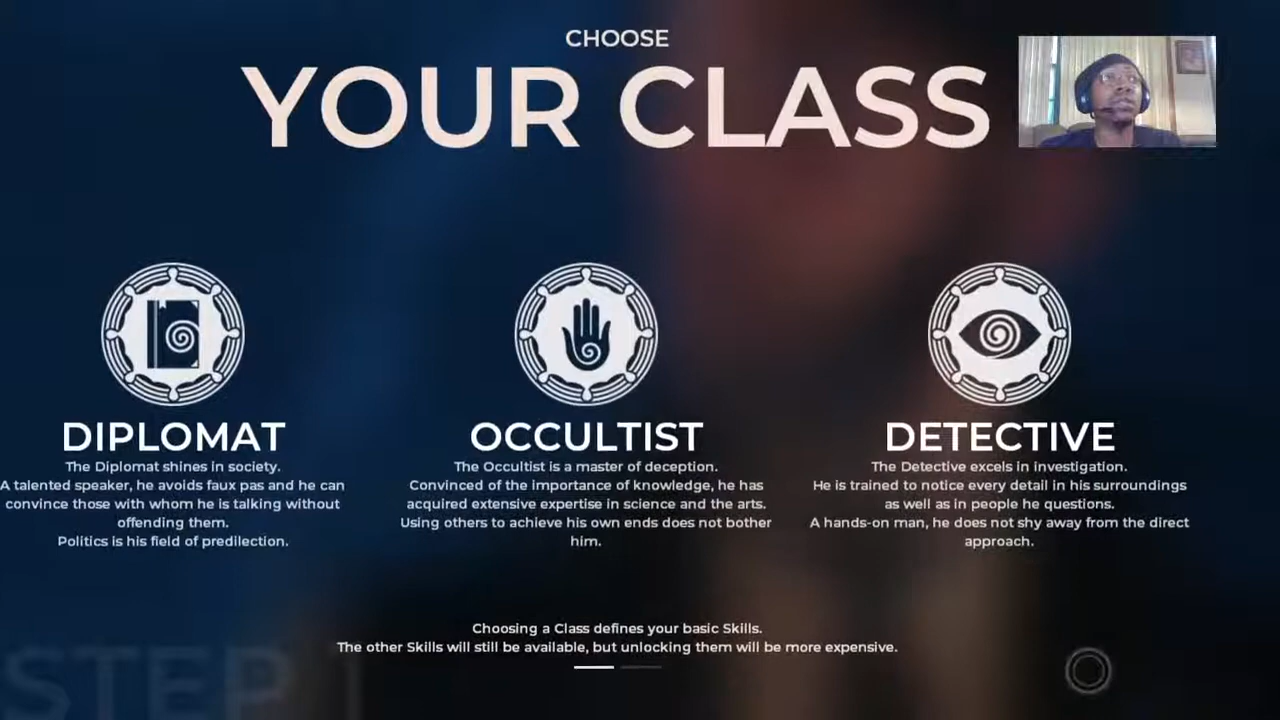 CHOOSE
YOUR CLASS
DIPLOMAT
The Diplomat shines in society.
A talented speaker, he avoids faux pas and he can
convince those with whom he is talking without
offending them.
Politics is his field of predilection.
OCCULTIST
The Occultist is a master of deception.
Convinced of the importance of knowledge, he has
acquired extensive expertise in science and the arts.
Using others to achieve his own ends does not bother
him.
DETECTIVE
The Detective excels in investigation.
He is trained to notice every detail in his surroundings
as well as in people he questions.
A hands-on man, he does not shy away from the direct
approach.
Choosing a Class defines your basic Skills.
The other Skills will still be available, but unlocking them will be more expensive.
STEP 1